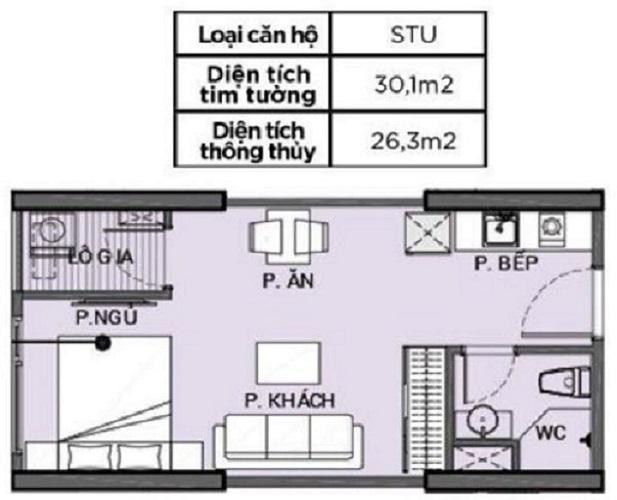 Loại căn hộ STU
Diện tích
tim tường 30,1m2
Diện tích
thông thủy 26,3m2
LÔ GIA
P. ĂN
P. BẾP
P.NGỦ
P. KHÁCH
WC